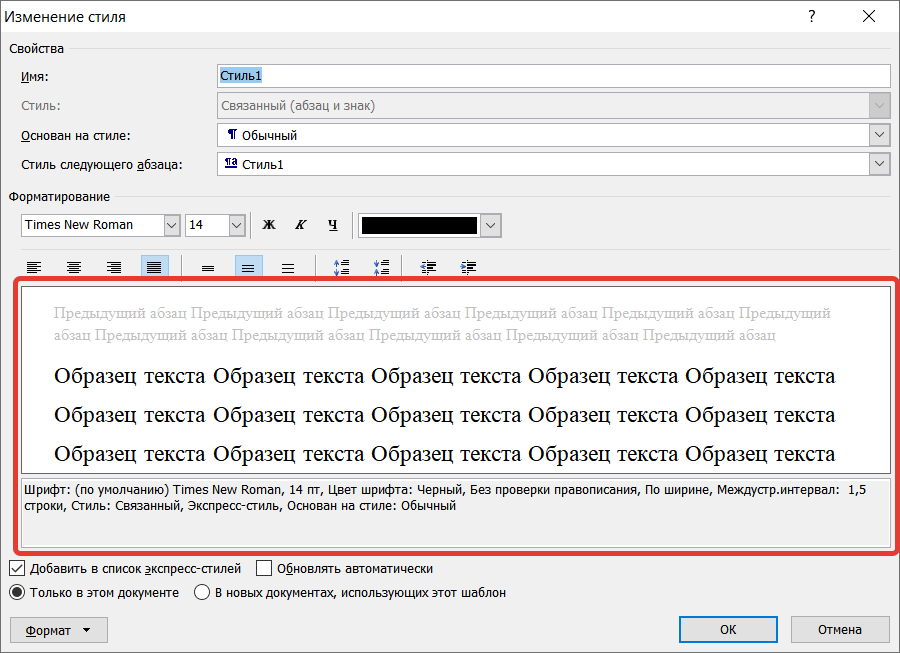 Изменение стиля ?
Свойства
Имя: Стиль1
Стиль: Связанный (абзац и знак)
Основан на стиле: ¶ Обычный
Стиль следующего абзаца: ¶a Стиль1
Форматирование
Times New Roman 14 Ж К Ч
Предыдущий абзац Предыдущий абзац Предыдущий абзац Предыдущий абзац Предыдущий абзац Предыдущий
абзац Предыдущий абзац Предыдущий абзац Предыдущий абзац Предыдущий абзац Предыдущий абзац
Образец текста Образец текста Образец текста Образец текста Образец текста
Образец текста Образец текста Образец текста Образец текста Образец текста
Образец текста Образец текста Образец текста Образец текста Образец текста
Шрифт: (по умолчанию) Times New Roman, 14 пт, Цвет шрифта: Черный, Без проверки правописания, По ширине, Междустр.интервал: 1,5
строки, Стиль: Связанный, Экспресс-стиль, Основан на стиле: Обычный
Добавить в список экспресс-стилей Обновлять автоматически
Только в этом документе В новых документах, использующих этот шаблон
Формат ОК Отмена